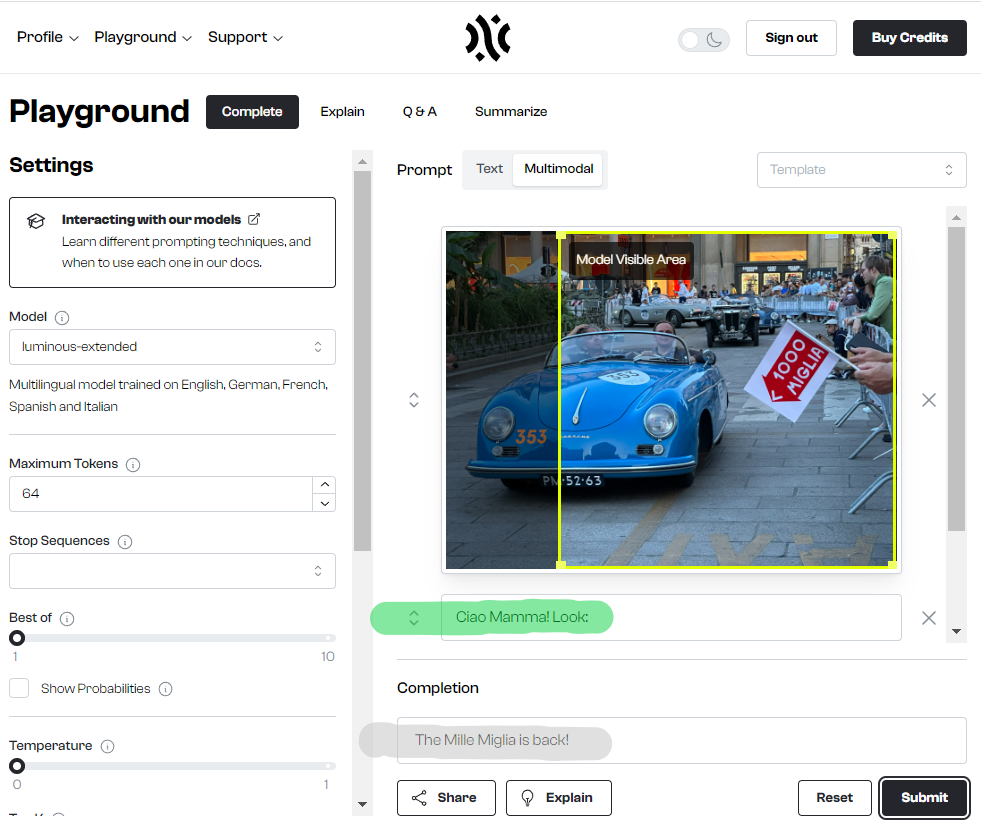 Profile Playground Support Sign out Buy Credits
Playground Complete Explain Q & A Summarize
Settings
Interacting with our models
Learn different prompting techniques, and
when to use each one in our docs.
Model
luminous-extended
Multilingual model trained on English, German, French,
Spanish and Italian
Maximum Tokens
64
Stop Sequences
Best of
1 10
Show Probabilities
Temperature
0 1
Prompt Text Multimodal Template
Model Visible Area
1000
MIGLIA
353
353
PM-52-63
Ciao Mamma! Look:
Completion
The Mille Miglia is back!
Share Explain Reset Submit